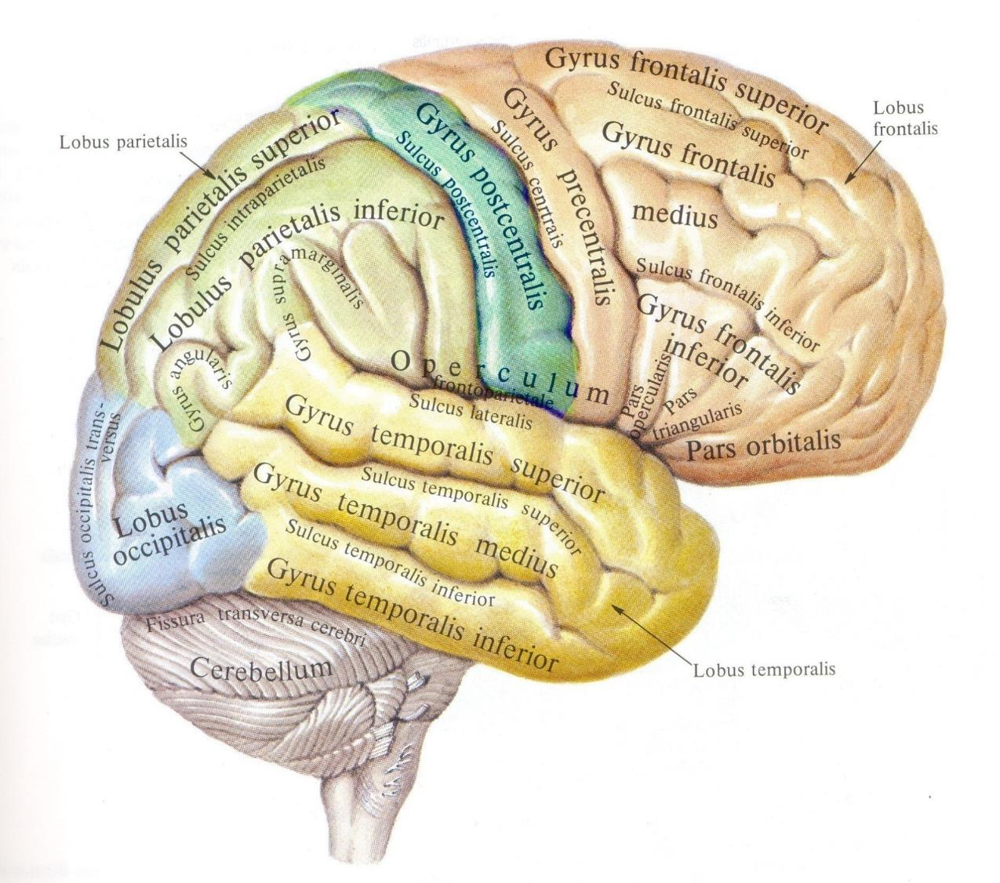 Gyrus frontalis superior
Sulcus frontalis superior
Lobus
frontalis
Gyrus frontalis
medius
Sulcus frontalis inferior
Gyrus frontalis
inferior
Pars
opercularis
Pars
triangularis
Pars orbitalis
Gyrus precentralis
Sulcus cenrtrais
Gyrus postcentralis
Sulcus postcentralis
Lobus parietalis
Lobulus parietalis superior
Sulcus intraparietalis
Lobulus parietalis inferior
Gyrus supra marginalis
Gyrus angularis
Operculum
frontoparietale
Sulcus lateralis
Gyrus temporalis superior
Sulcus temporalis superior
Gyrus temporalis medius
Sulcus temporalis inferior
Gyrus temporalis inferior
Lobus temporalis
Sulcus occipitalis trans-
versus
Lobus
occipitalis
Fissura transversa cerebri
Cerebellum